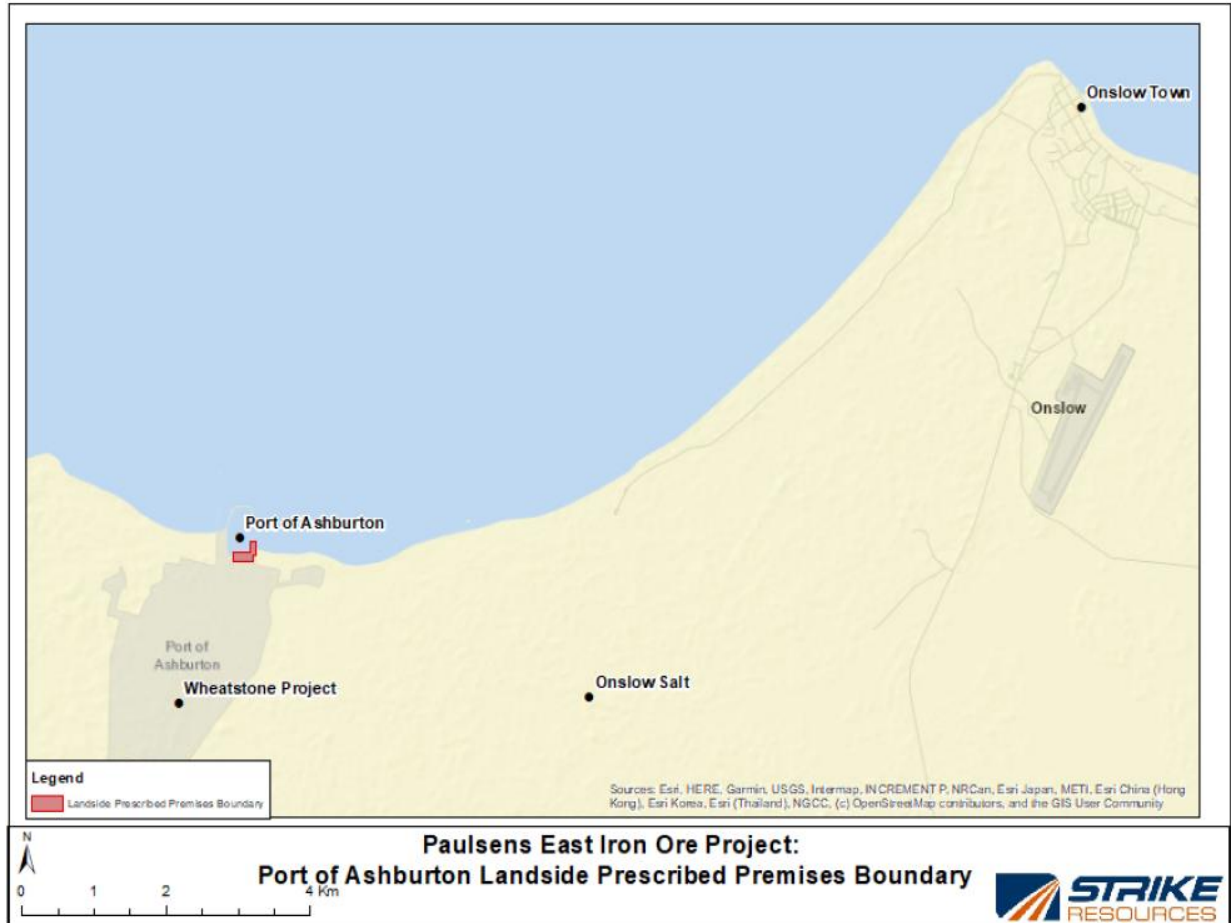 Onslow Town
Onslow
Port of Ashburton
Port of
Ashburton
Wheatstone Project
Onslow Salt
Legend
Landside Prescribed Premises Boundary
Sources: Esri, HERE, Garmin, USGS, Intermap, INCREMENT P, NRCan, Esri Japan, METI, Esri China (Hong
Kong), Esri Korea, Esri (Thailand), NGCC, (c) OpenStreetMap contributors, and the GIS User Community
N
0 1 2 4 Km
Paulsens East Iron Ore Project:
Port of Ashburton Landside Prescribed Premises Boundary
STRIKE
RESOURCES